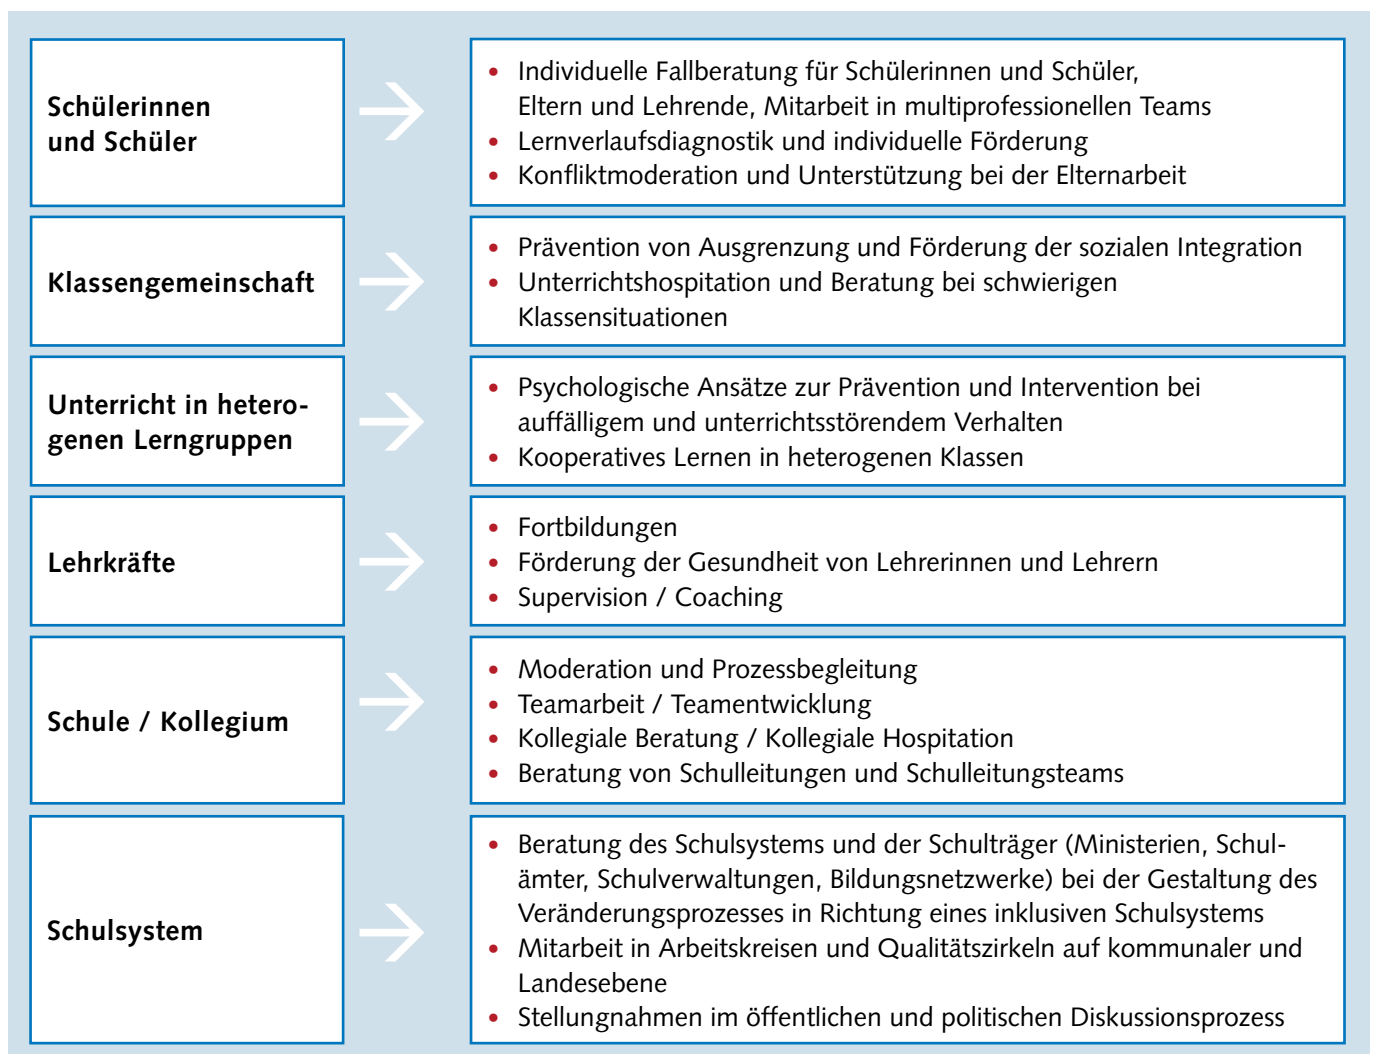 Schülerinnen
und Schüler
• Individuelle Fallberatung für Schülerinnen und Schüler,
Eltern und Lehrende, Mitarbeit in multiprofessionellen Teams
• Lernverlaufsdiagnostik und individuelle Förderung
• Konfliktmoderation und Unterstützung bei der Elternarbeit
Klassengemeinschaft
• Prävention von Ausgrenzung und Förderung der sozialen Integration
• Unterrichtshospitation und Beratung bei schwierigen
Klassensituationen
Unterricht in hetero-
genen Lerngruppen
• Psychologische Ansätze zur Prävention und Intervention bei
auffälligem und unterrichtsstörendem Verhalten
• Kooperatives Lernen in heterogenen Klassen
Lehrkräfte
• Fortbildungen
• Förderung der Gesundheit von Lehrerinnen und Lehrern
• Supervision / Coaching
Schule / Kollegium
• Moderation und Prozessbegleitung
• Teamarbeit / Teamentwicklung
• Kollegiale Beratung / Kollegiale Hospitation
• Beratung von Schulleitungen und Schulleitungsteams
Schulsystem
• Beratung des Schulsystems und der Schulträger (Ministerien, Schul-
ämter, Schulverwaltungen, Bildungsnetzwerke) bei der Gestaltung des
Veränderungsprozesses in Richtung eines inklusiven Schulsystems
• Mitarbeit in Arbeitskreisen und Qualitätszirkeln auf kommunaler und
Landesebene
• Stellungnahmen im öffentlichen und politischen Diskussionsprozess